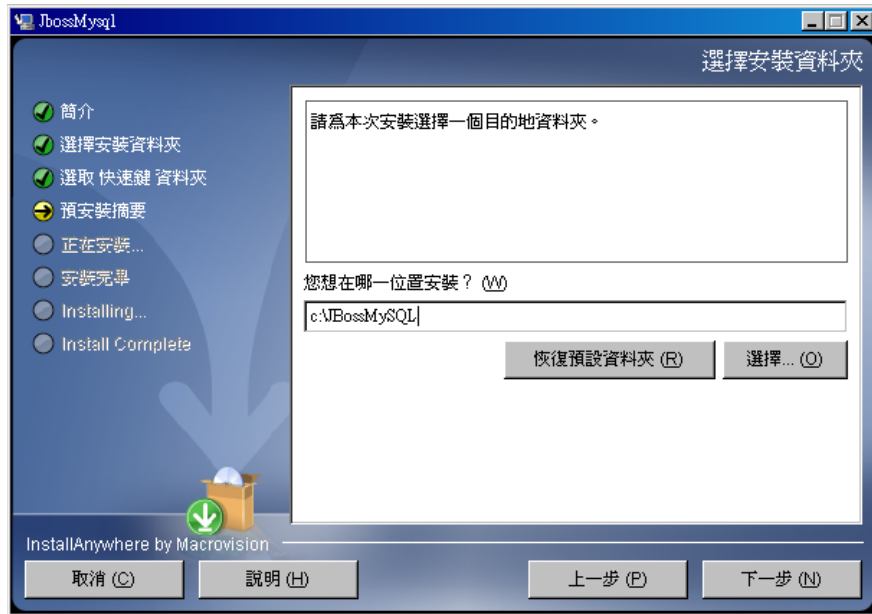 JbossMysql
選擇安裝資料夾
簡介
選擇安裝資料夾
選取 快速鍵 資料夾
預安裝摘要
正在安裝...
安裝完畢
Installing...
Install Complete
請為本次安裝選擇一個目的地資料夾。
您想在哪一位置安裝？ (W)
c:\JBossMySQL
恢復預設資料夾 (R)
選擇... (O)
InstallAnywhere by Macrovision
取消 (C)
說明 (H)
上一步 (P)
下一步 (N)